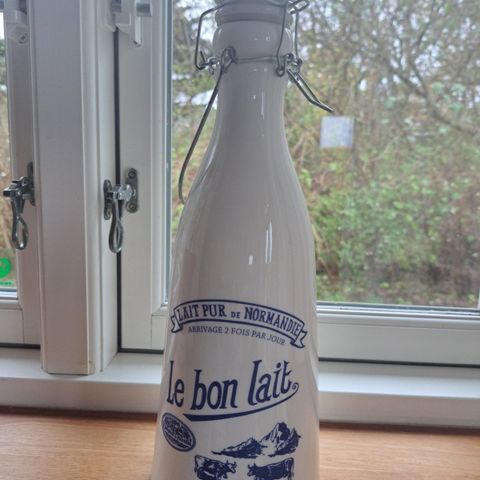 LAIT PUR DE NORMANDIE
ARRIVAGE 2 FOIS PAR JOUR
Le bon lait